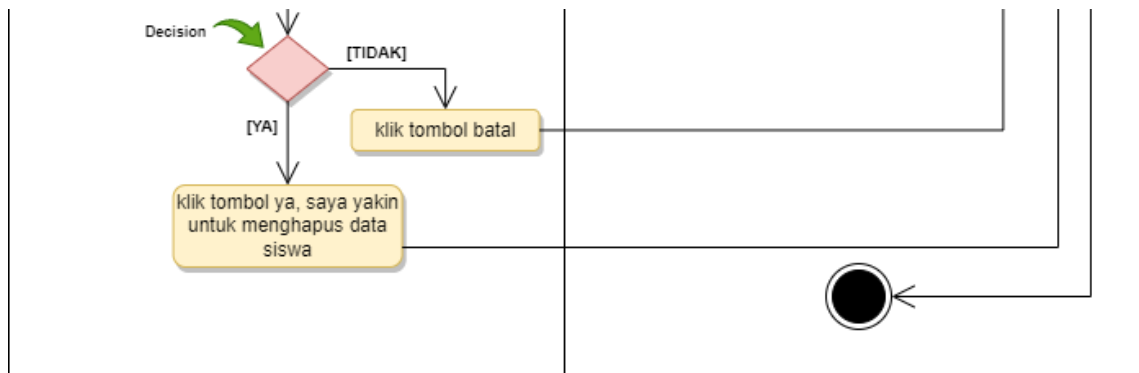 Decision
[TIDAK]
[YA]
klik tombol batal
klik tombol ya, saya yakin
untuk menghapus data
siswa